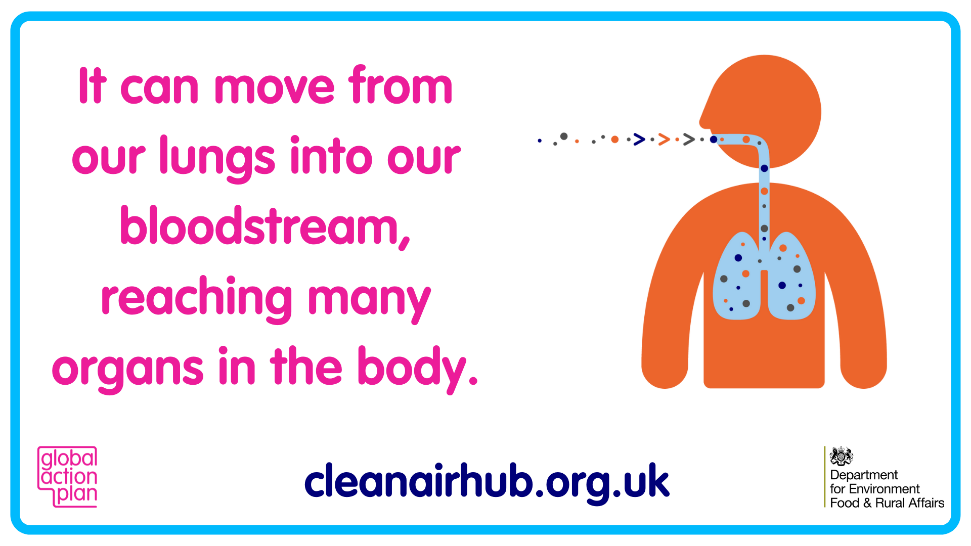 It can move from
our lungs into our
bloodstream,
reaching many
organs in the body.
global
action
plan
cleanairhub.org.uk
Department
for Environment
Food & Rural Affairs